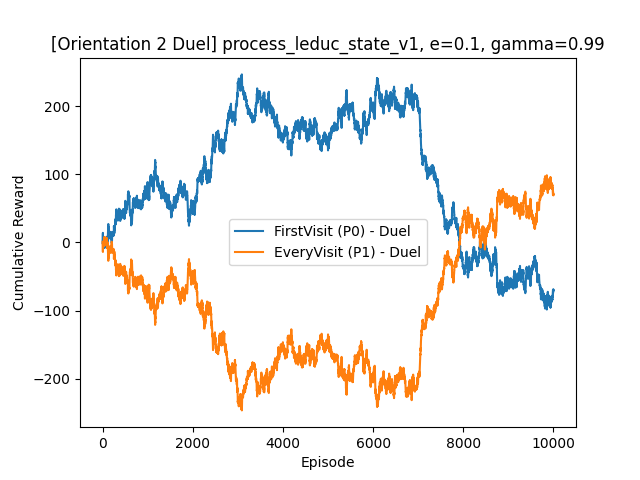 [Orientation 2 Duel] process_leduc_state_v1, e=0.1, gamma=0.99
Cumulative Reward
200
100
0
−100
−200
FirstVisit (P0) - Duel
EveryVisit (P1) - Duel
0
2000
4000
6000
8000
10000
Episode